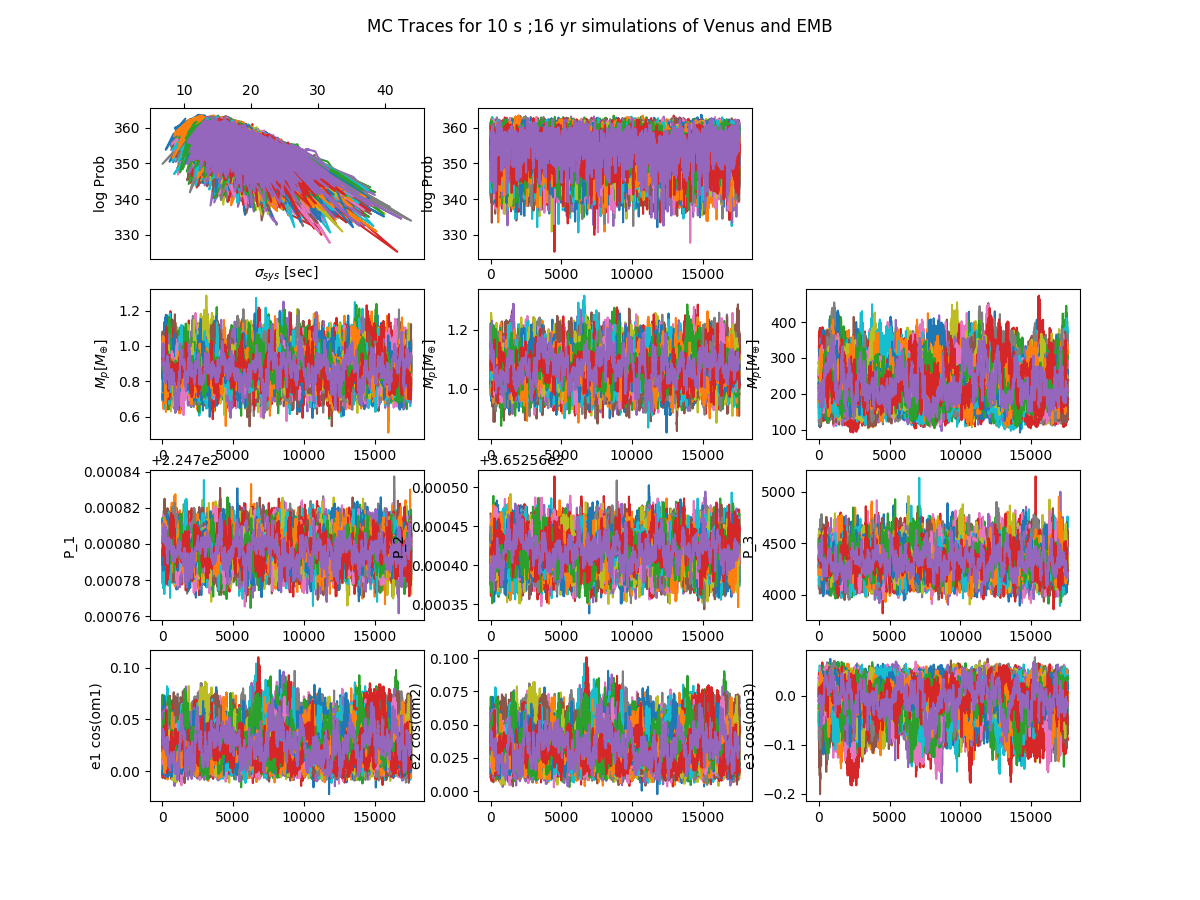 MC Traces for 10 s ;16 yr simulations of Venus and EMB
10 20 30 40
360
350
340
330
log Prob
σsys [sec]
360
350
340
330
log Prob
0 5000 10000 15000
1.2
1.0
0.8
0.6
Mp[M⊕]
0 5000 10000 15000
1.2
1.0
Mp[M⊕]
0 5000 10000 15000
400
300
200
100
Mp[M⊕]
0 5000 10000 15000
+2.247e2
0.00084
0.00082
0.00080
0.00078
0.00076
P_1
0 5000 10000 15000
+3.65256e2
0.00050
0.00045
0.00040
0.00035
P_2
0 5000 10000 15000
5000
4500
4000
P_3
0 5000 10000 15000
0.10
0.05
0.00
e1 cos(om1)
0 5000 10000 15000
0.100
0.075
0.050
0.025
0.000
e2 cos(om2)
0 5000 10000 15000
0.0
−0.1
−0.2
e3 cos(om3)
0 5000 10000 15000